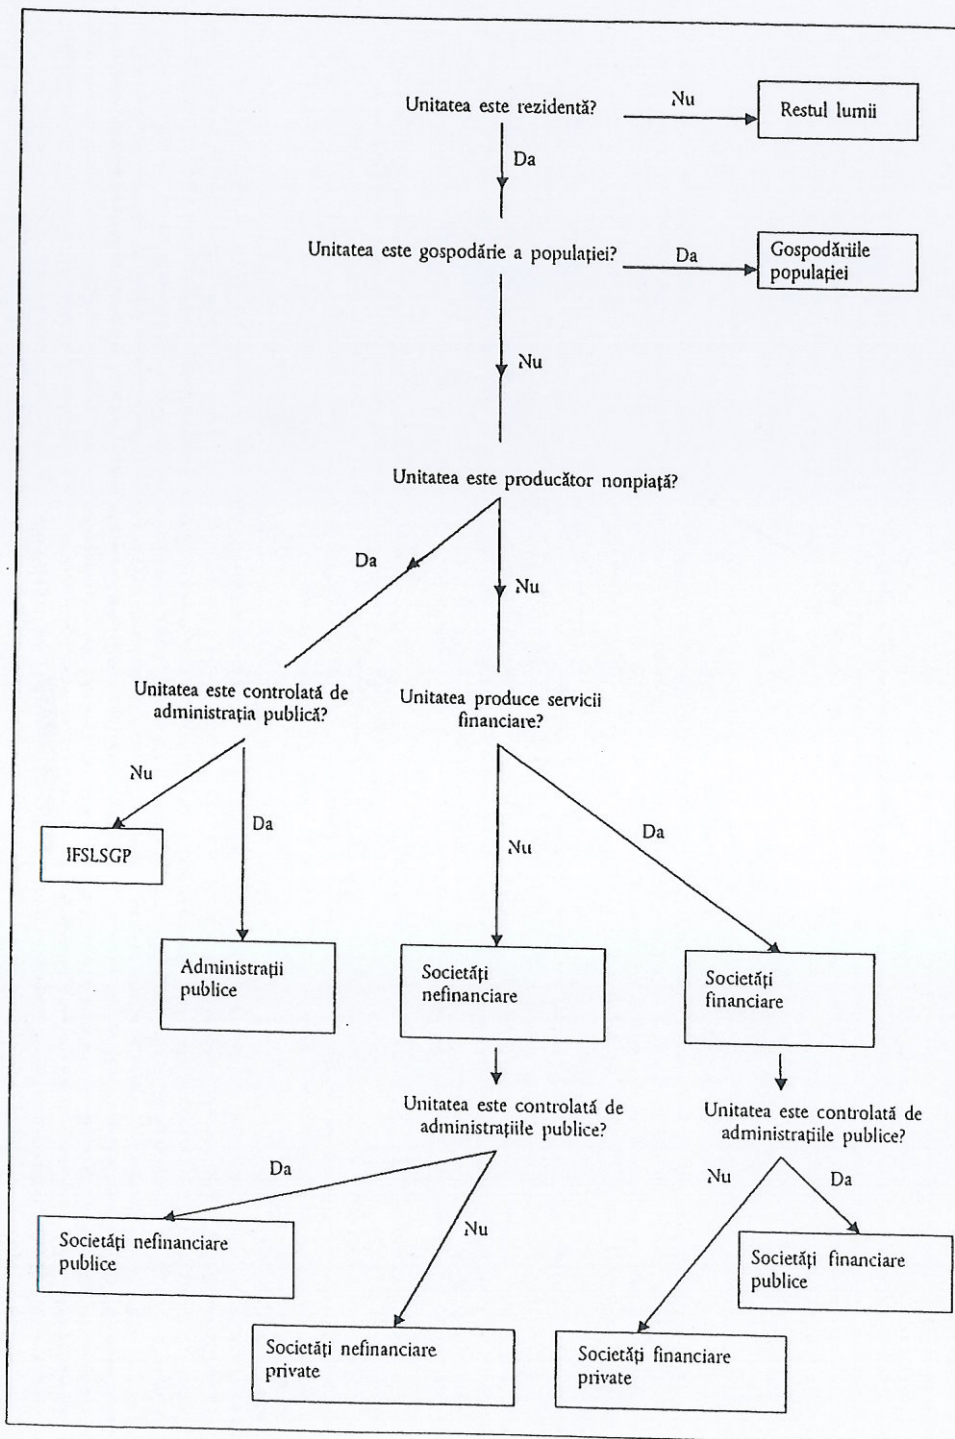 Unitatea este rezidentă?
Nu
Restul lumii
Da
Unitatea este gospodărie a populației?
Da
Gospodăriile
populației
Nu
Unitatea este producător nonpiață?
Da
Nu
Unitatea este controlată de
administrația publică?
Unitatea produce servicii
financiare?
Nu
Da
Nu
Da
IFSLSGP
Administrații
publice
Societăți
nefinanciare
Societăți
financiare
Unitatea este controlată de
administrațiile publice?
Unitatea este controlată de
administrațiile publice?
Da
Nu
Nu
Da
Societăți nefinanciare
publice
Societăți financiare
publice
Societăți nefinanciare
private
Societăți financiare
private